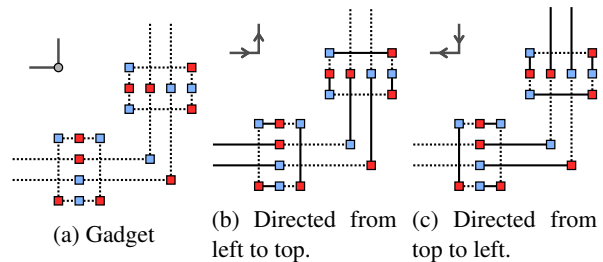 (a) Gadget
(b) Directed from
left to top.
(c) Directed from
top to left.